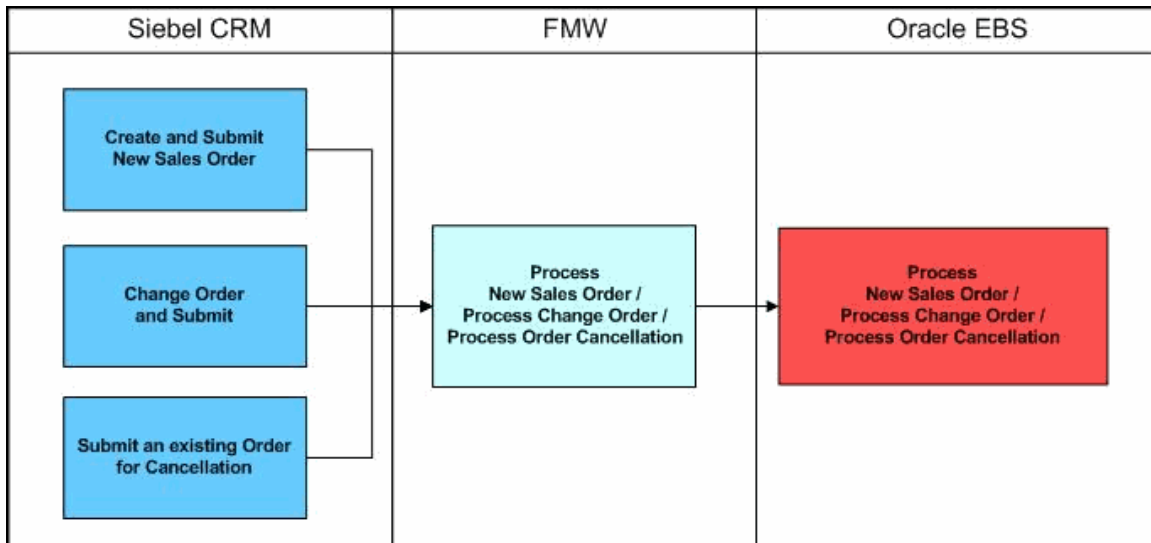 Siebel CRM
FMW
Oracle EBS
Create and Submit
New Sales Order
Change Order
and Submit
Submit an existing Order
for Cancellation
Process
New Sales Order /
Process Change Order /
Process Order Cancellation
Process
New Sales Order /
Process Change Order /
Process Order Cancellation